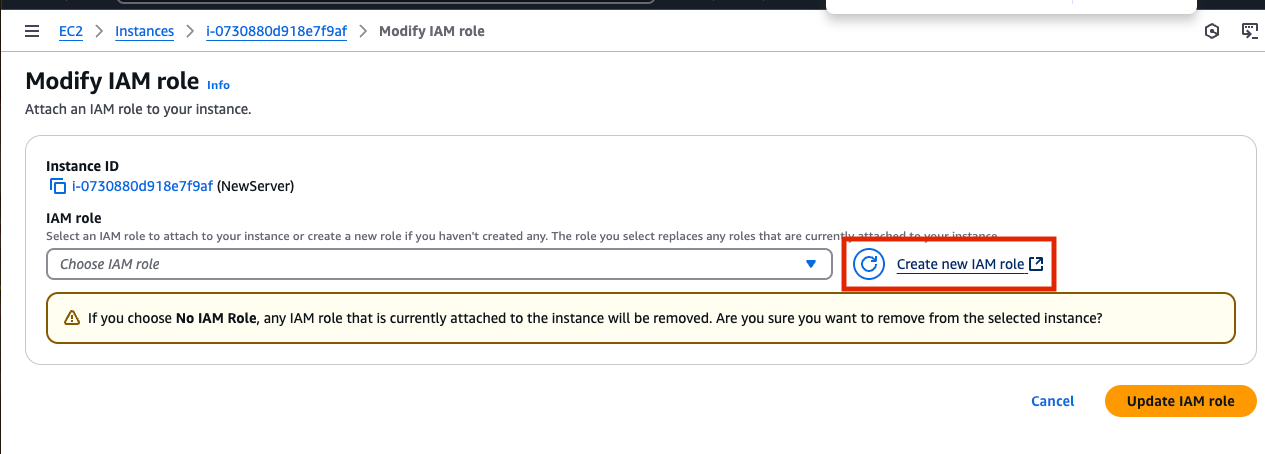 EC2 > Instances > i-0730880d918e7f9af > Modify IAM role
Modify IAM role Info
Attach an IAM role to your instance.
Instance ID
i-0730880d918e7f9af (NewServer)
IAM role
Select an IAM role to attach to your instance or create a new role if you haven't created any. The role you select replaces any roles that are currently attached to your instance.
Choose IAM role
Create new IAM role
If you choose No IAM Role, any IAM role that is currently attached to the instance will be removed. Are you sure you want to remove from the selected instance?
Cancel
Update IAM role